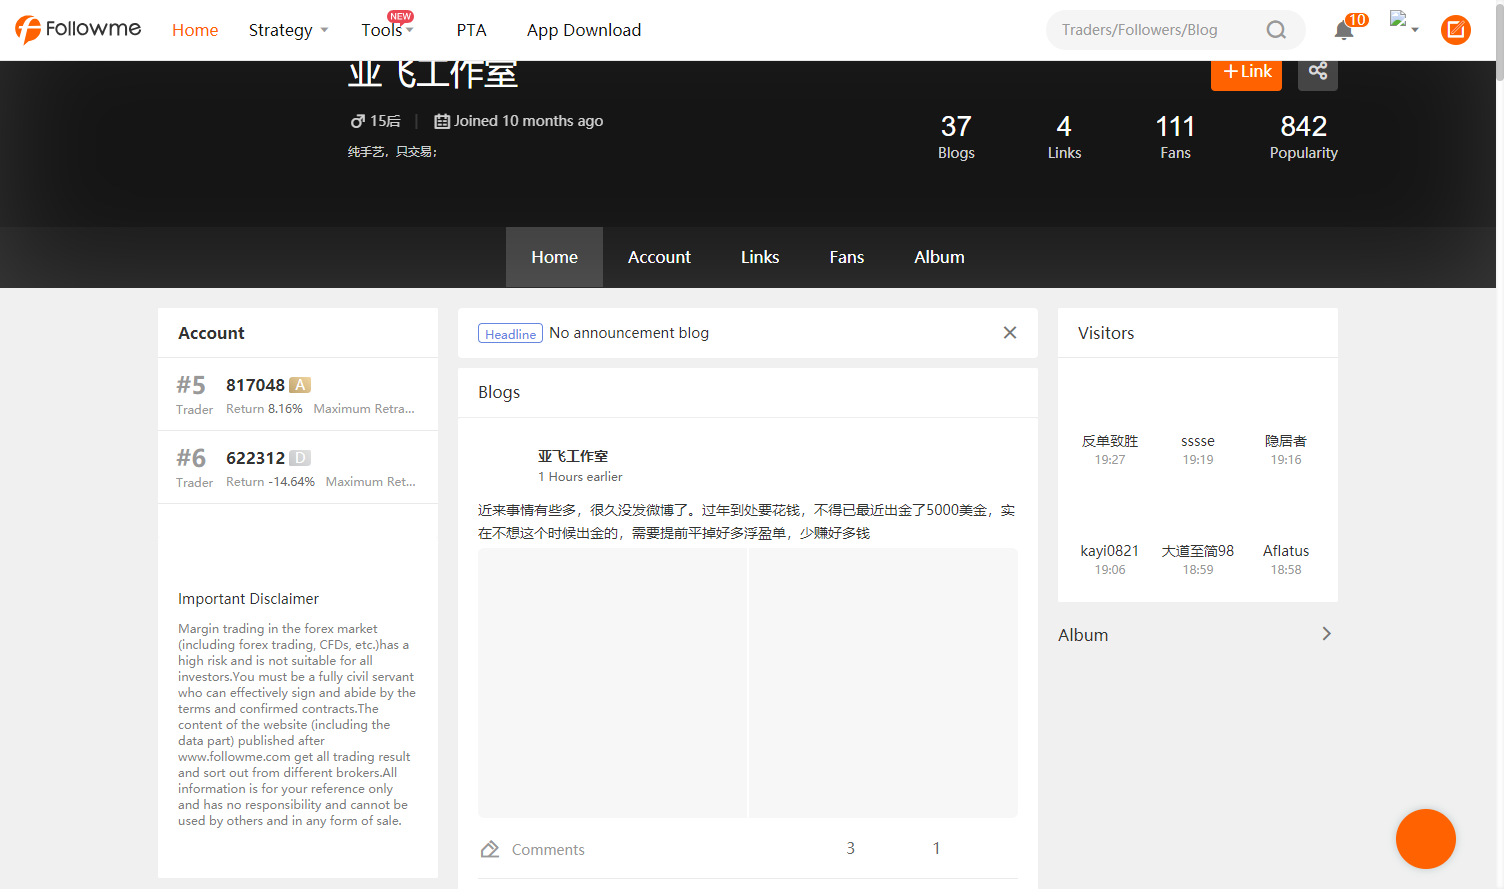 Followme
Home
Strategy
Tools
NEW
PTA
App Download
Traders/Followers/Blog
10
亚飞工作室
+Link
15后
Joined 10 months ago
纯手艺，只交易；
37
Blogs
4
Links
111
Fans
842
Popularity
Home
Account
Links
Fans
Album
Account
#5
Trader
817048 A
Return 8.16% Maximum Retra...
#6
Trader
622312 D
Return -14.64% Maximum Ret...
Important Disclaimer
Margin trading in the forex market
(including forex trading, CFDs, etc.)has a
high risk and is not suitable for all
investors.You must be a fully civil servant
who can effectively sign and abide by the
terms and confirmed contracts.The
content of the website (including the
data part) published after
www.followme.com get all trading result
and sort out from different brokers.All
information is for your reference only
and has no responsibility and cannot be
used by others and in any form of sale.
Headline No announcement blog
Blogs
亚飞工作室
1 Hours earlier
近来事情有些多，很久没发微博了。过年到处要花钱，不得已最近出金了5000美金，实
在不想这个时候出金的，需要提前平掉好多浮盈单，少赚好多钱
Comments
3
1
Visitors
反单致胜
19:27
sssse
19:19
隐居者
19:16
kayi0821
19:06
大道至简98
18:59
Aflatus
18:58
Album